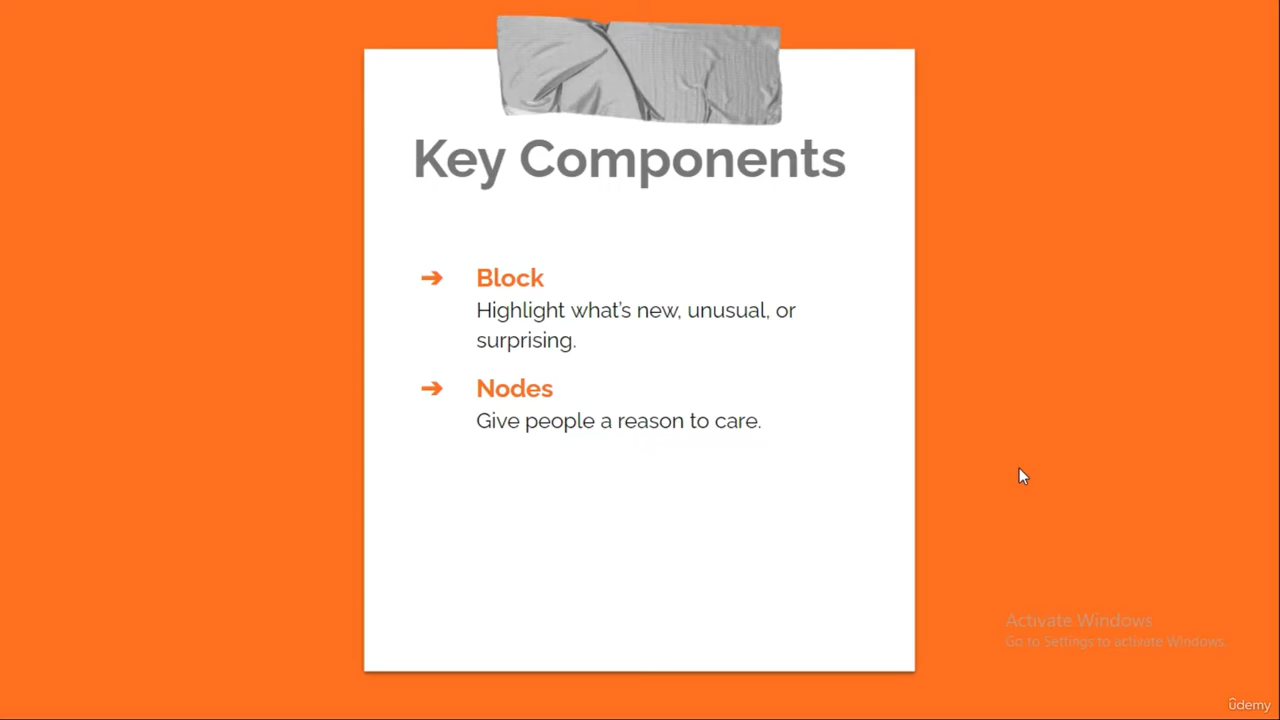 Key Components
➔ Block
Highlight what’s new, unusual, or
surprising.
➔ Nodes
Give people a reason to care.
Activate Windows
Go to Settings to activate Windows.
ûdemy